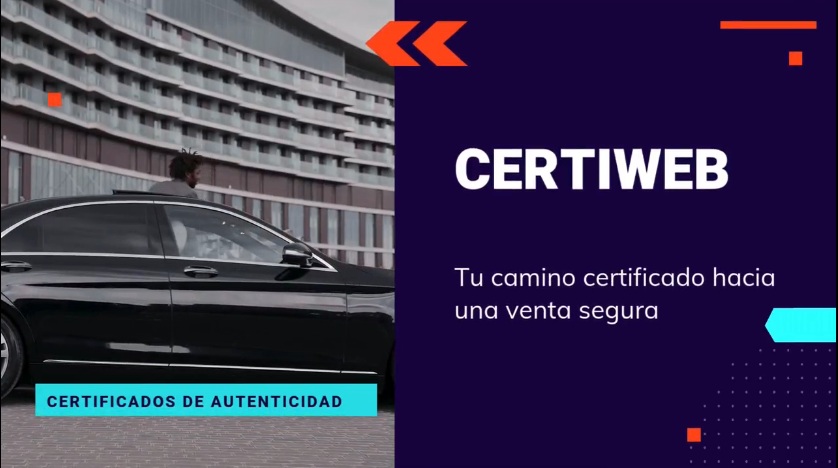 CERTIWEB
Tu camino certificado hacia
una venta segura
CERTIFICADOS DE AUTENTICIDAD